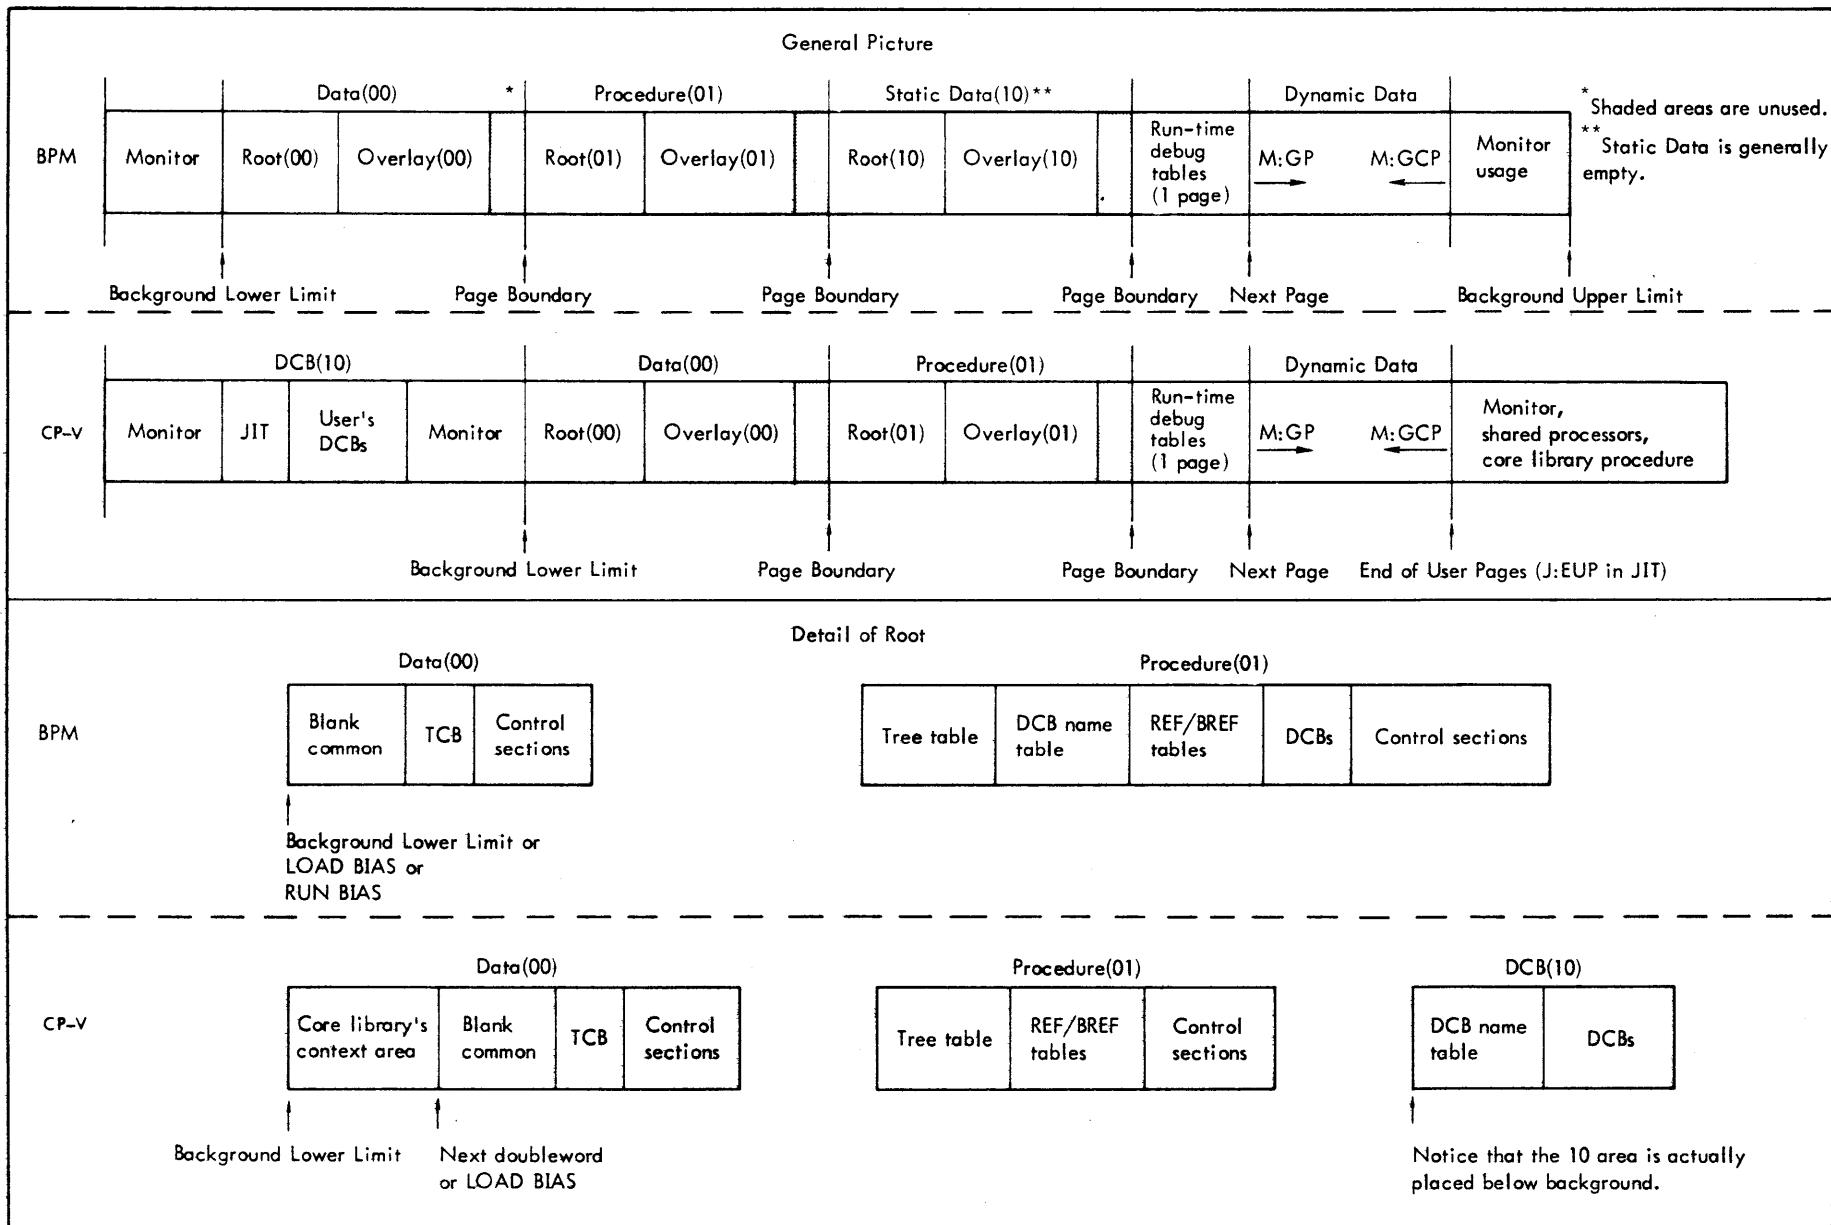 General Picture
Data(00) * Procedure(01) Static Data(10)** Dynamic Data
BPM
Monitor
Root(00)
Overlay(00)
Root(01)
Overlay(01)
Root(10)
Overlay(10)
Run-time
debug
tables
(1 page)
M:GP
M:GCP
Monitor
usage
*Shaded areas are unused.
**Static Data is generally
empty.
Background Lower Limit
Page Boundary
Page Boundary
Page Boundary
Next Page
Background Upper Limit
DCB(10) Data(00) Procedure(01) Dynamic Data
CP-V
Monitor
JIT
User's
DCBs
Monitor
Root(00)
Overlay(00)
Root(01)
Overlay(01)
Run-time
debug
tables
(1 page)
M:GP
M:GCP
Monitor,
shared processors,
core library procedure
Background Lower Limit
Page Boundary
Page Boundary
Next Page
End of User Pages (J:EUP in JIT)
Detail of Root
Data(00) Procedure(01)
BPM
Blank
common
TCB
Control
sections
Tree table
DCB name
table
REF/BREF
tables
DCBs
Control sections
Background Lower Limit or
LOAD BIAS or
RUN BIAS
Data(00) Procedure(01) DCB(10)
CP-V
Core library's
context area
Blank
common
TCB
Control
sections
Tree table
REF/BREF
tables
Control
sections
DCB name
table
DCBs
Background Lower Limit
Next doubleword
or LOAD BIAS
Notice that the 10 area is actually
placed below background.